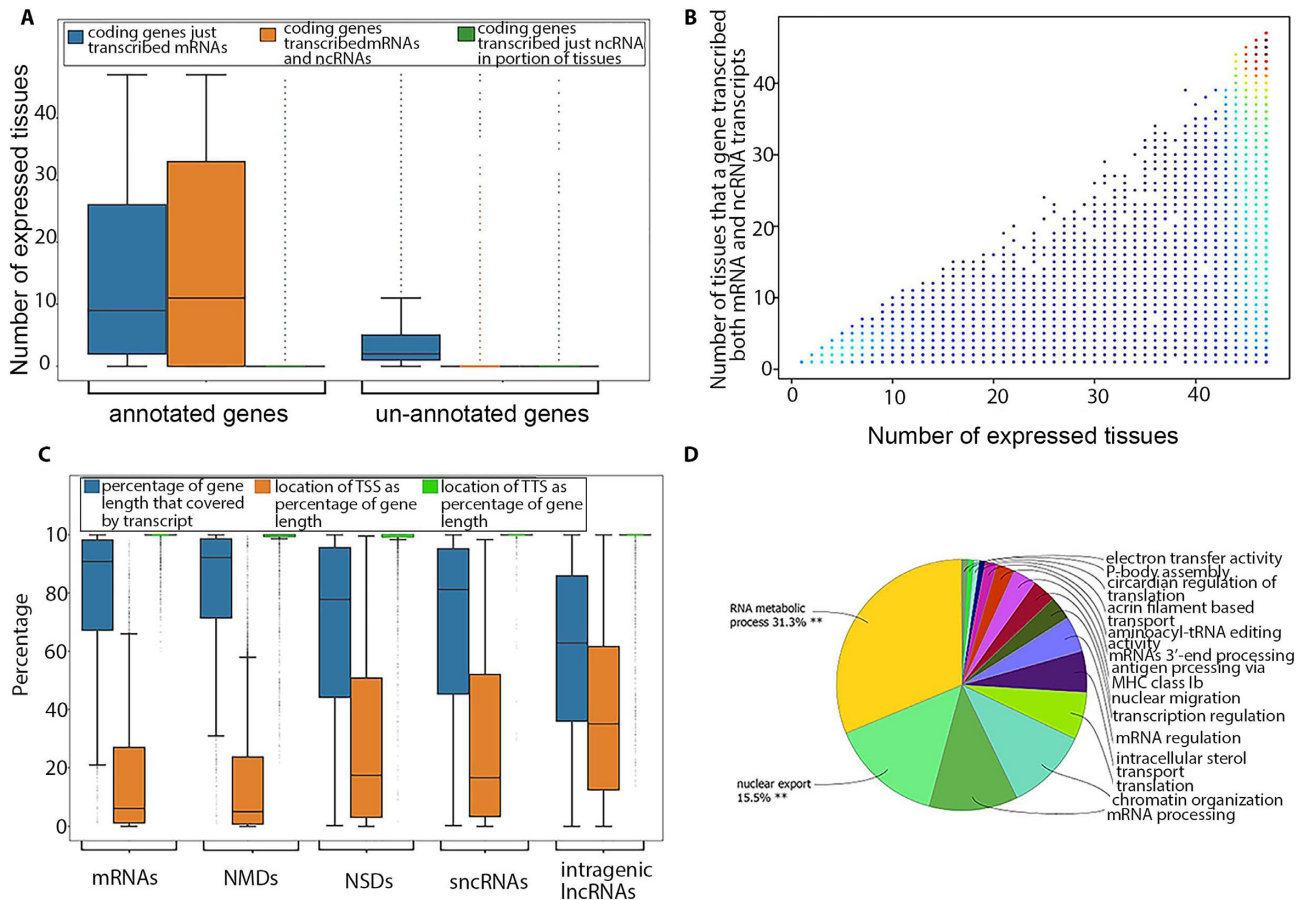 A
coding genes just
transcribed mRNAs
coding genes
transcribedmRNAs
and ncRNAs
coding genes
transcribed just ncRNA
in portion of tissues
Number of expressed tissues
40
30
20
10
0
annotated genes
un-annotated genes
B
Number of tissues that a gene transcribed
both mRNA and ncRNA transcripts
40
30
20
10
0
0
10
20
30
40
Number of expressed tissues
C
percentage of gene
length that covered
by transcript
location of TSS as
percentage of gene
length
location of TTS as
percentage of gene
length
Percentage
10
80
60
40
20
0
mRNAs
NMDs
NSDs
sncRNAs
intragenic
lncRNAs
D
RNA metabolic
process 31.3% **
nuclear export
15.5% **
electron transfer activity
P-body assembly
circardian regulation of
translation
acrin filament based
transport
aminoacyl-tRNA editing
activity
mRNAs 3’-end processing
antigen prcessing via
MHC class Ib
nuclear migration
transcription regulation
mRNA regulation
intracellular sterol
transport
translation
chromatin organization
mRNA processing